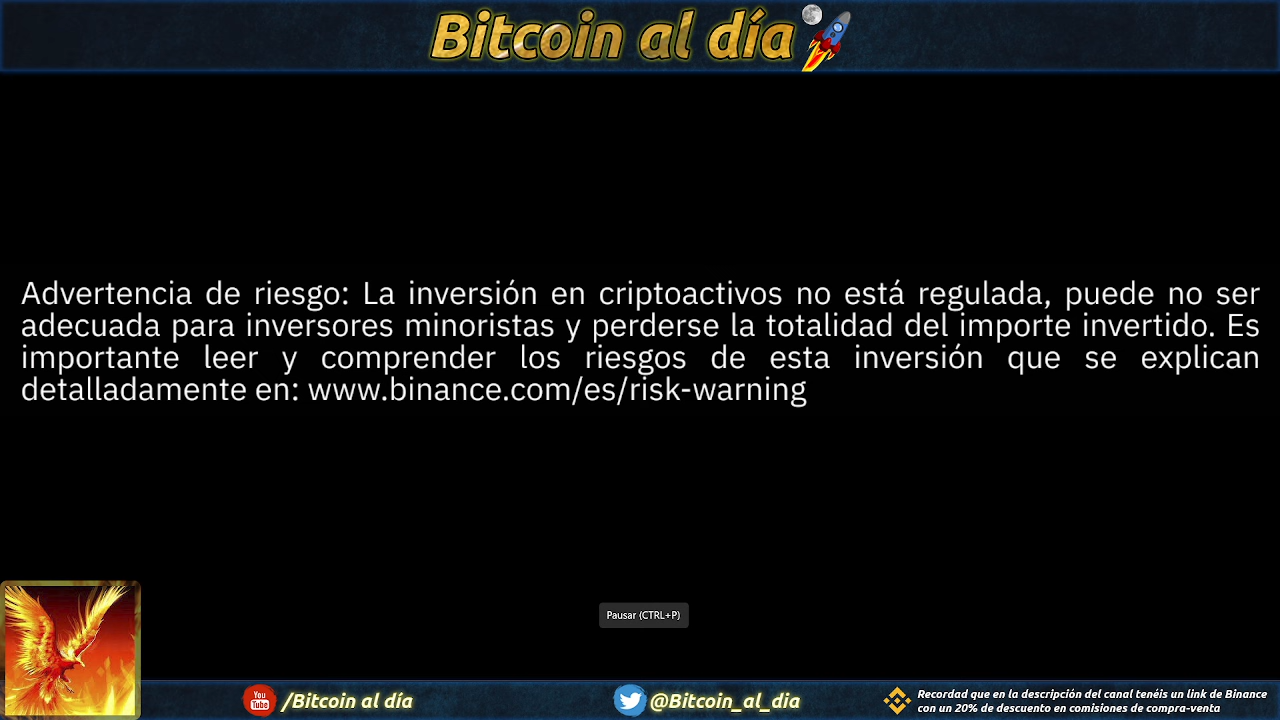 Bitcoin al día
Advertencia de riesgo: La inversión en criptoactivos no está regulada, puede no ser
adecuada para inversores minoristas y perderse la totalidad del importe invertido. Es
importante leer y comprender los riesgos de esta inversión que se explican
detalladamente en: www.binance.com/es/risk-warning
Pausar (CTRL+P)
You
Tube
/Bitcoin al día
@Bitcoin_al_dia
Recordad que en la descripción del canal tenéis un link de Binance
con un 20% de descuento en comisiones de compra-venta